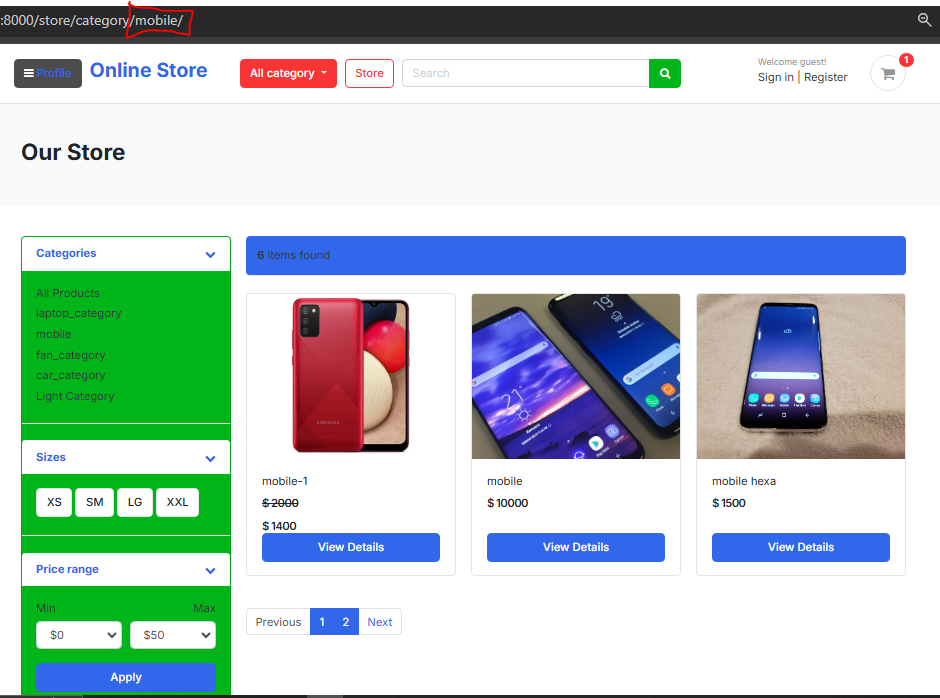 :8000/store/category/mobile/
Profile
Online Store
All category
Store
Search
Welcome guest!
Sign in | Register
1
Our Store
Categories
All Products
laptop_category
mobile
fan_category
car_category
Light Category
Sizes
XS SM LG XXL
Price range
Min Max
$0 $50
Apply
6 items found
mobile-1
$ 2000
$ 1400
View Details
mobile
$ 10000
View Details
mobile hexa
$ 1500
View Details
Previous 1 2 Next
SAMSUNG
19°
21°